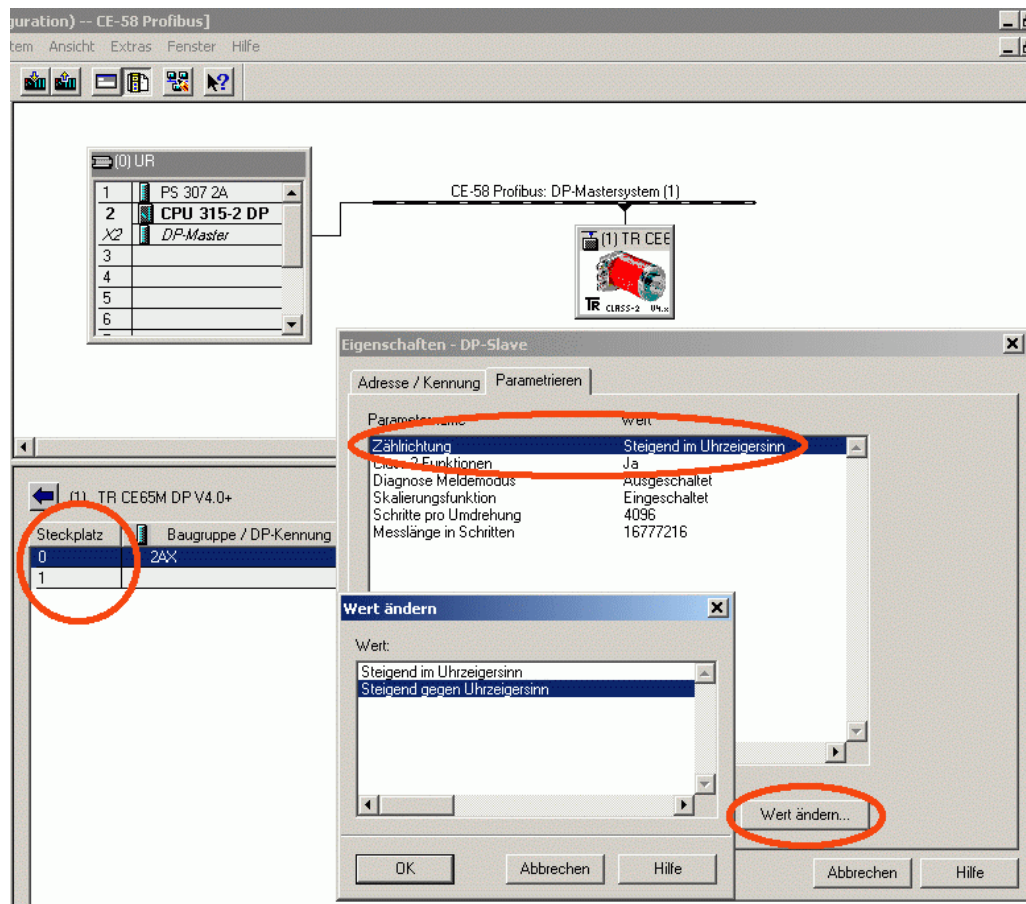 guration) -- CE-58 Profibus]
tem Ansicht Extras Fenster Hilfe
(0) UR
1 PS 307 2A
2 CPU 315-2 DP
X2 DP-Master
3
4
5
6
CE-58 Profibus: DP-Mastersystem (1)
(1) TR CE6
TR CLASS-2 V4.x
Eigenschaften - DP-Slave
Adresse / Kennung Parametrieren
Parametername Wert
Zählrichtung Steigend im Uhrzeigersinn
Class 2 Funktionen Ja
Diagnose Meldemodus Ausgeschaltet
Skalierungsfunktion Eingeschaltet
Schritte pro Umdrehung 4096
Messlänge in Schritten 16777216
(1) TR CE65M DP V4.0+
Steckplatz Baugruppe / DP-Kennung
0 2AX
1
Wert ändern
Wert:
Steigend im Uhrzeigersinn
Steigend gegen Uhrzeigersinn
OK Abbrechen Hilfe
Wert ändern...
Abbrechen Hilfe